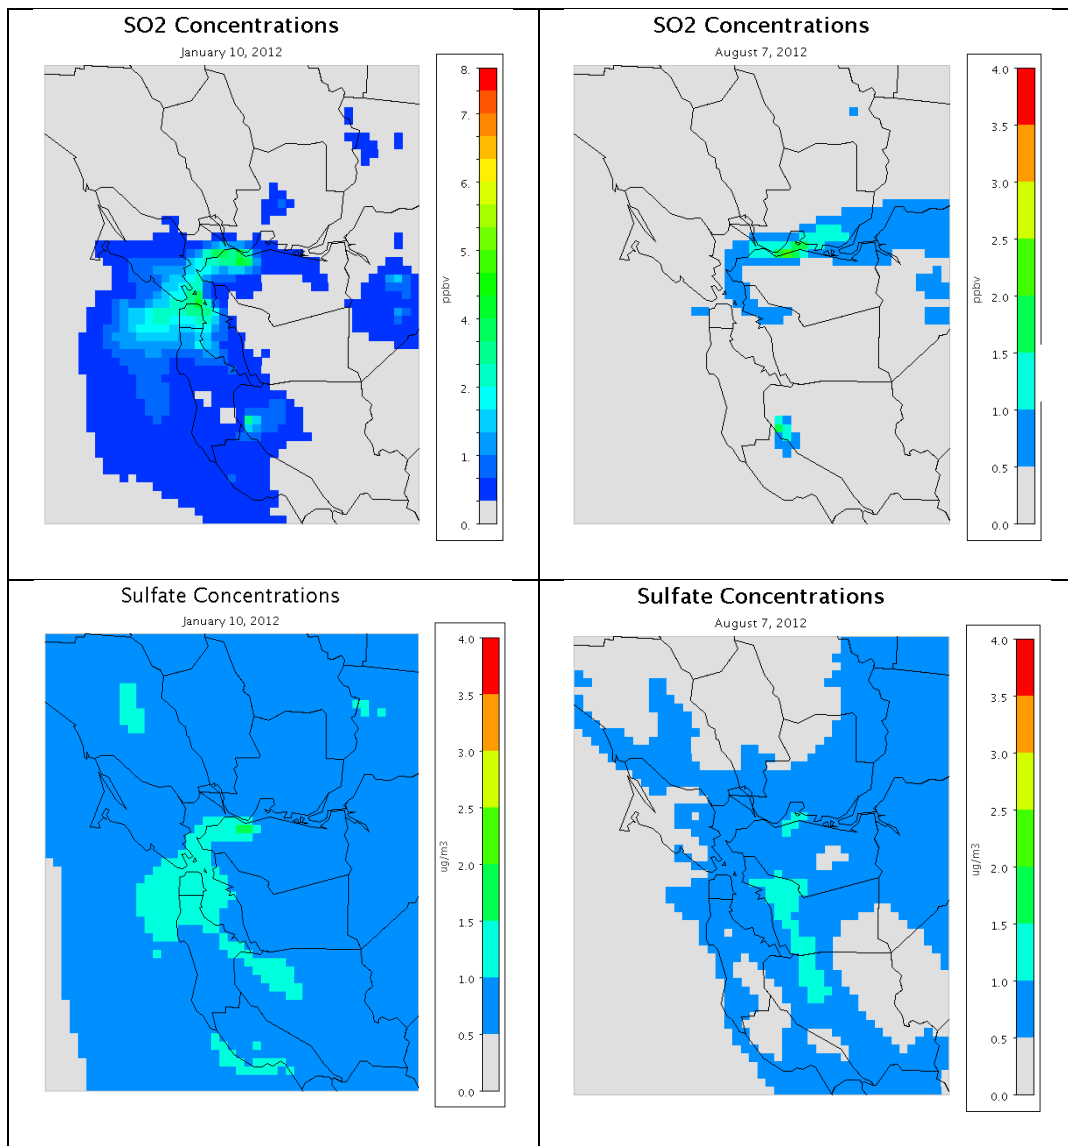 SO2 Concentrations
January 10, 2012
8.
7.
6.
5.
4.
2.
1.
0.
ppbv
SO2 Concentrations
August 7, 2012
4.0
3.5
3.0
2.5
2.0
1.5
1.0
0.5
0.0
ppbv
Sulfate Concentrations
January 10, 2012
4.0
3.5
3.0
2.5
2.0
1.5
1.0
0.5
0.0
ug/m3
Sulfate Concentrations
August 7, 2012
4.0
3.5
3.0
2.5
2.0
1.5
1.0
0.5
0.0
ug/m3